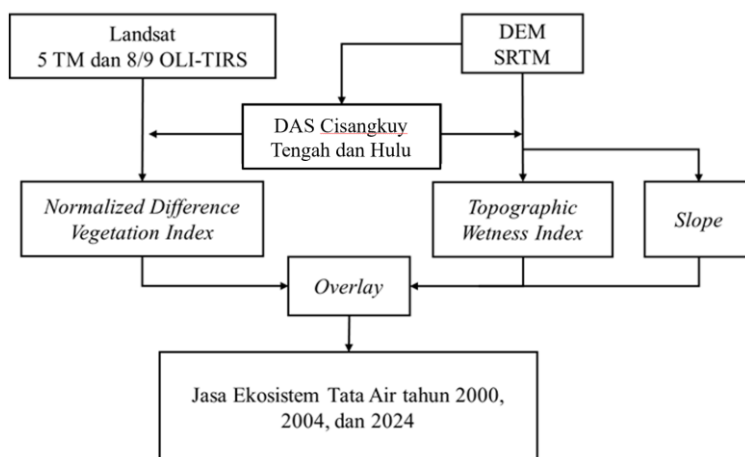 Landsat
5 TM dan 8/9 OLI-TIRS
DEM
SRTM
DAS Cisangkuy
Tengah dan Hulu
Normalized Difference
Vegetation Index
Topographic
Wetness Index
Slope
Overlay
Jasa Ekosistem Tata Air tahun 2000,
2004, dan 2024